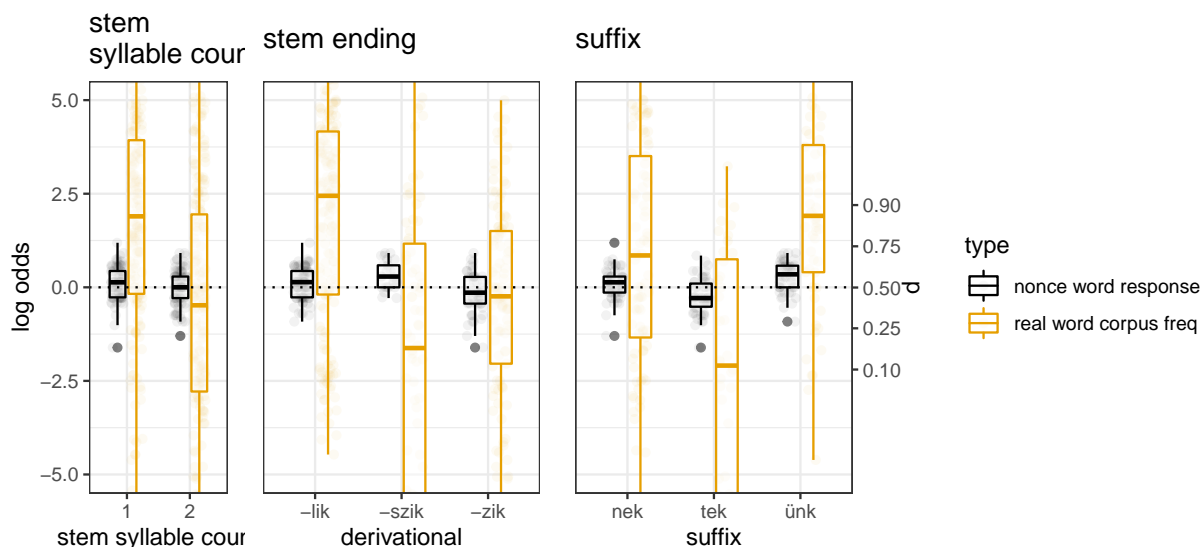 stem
syllable cour
stem ending
suffix
log odds
5.0
2.5
0.0
−2.5
−5.0
1
2
stem syllable cour
−lik
−szik
−zik
derivational
nek
tek
ünk
suffix
0.90
0.75
0.50
0.25
0.10
p
type
nonce word response
real word corpus freq